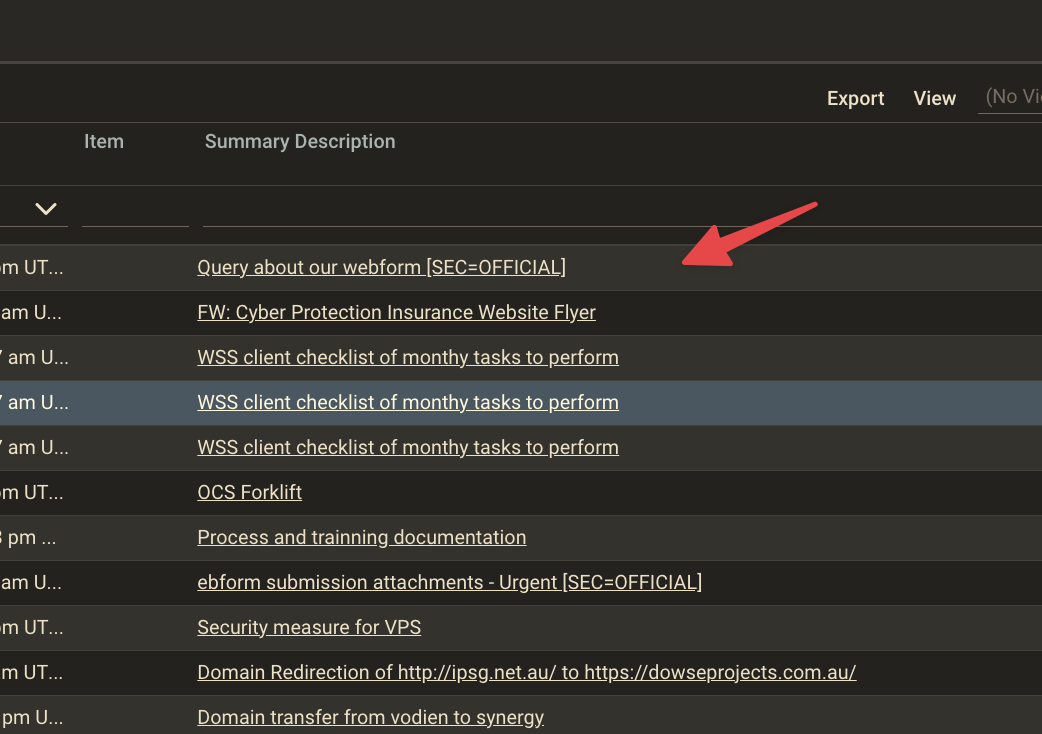 Export View (No Vi
Item Summary Description
om UT... Query about our webform [SEC=OFFICIAL]
am U... FW: Cyber Protection Insurance Website Flyer
7 am U... WSS client checklist of monthy tasks to perform
7 am U... WSS client checklist of monthy tasks to perform
7 am U... WSS client checklist of monthy tasks to perform
om UT... OCS Forklift
3 pm ... Process and trainning documentation
am U... ebform submission attachments - Urgent [SEC=OFFICIAL]
om UT... Security measure for VPS
m UT... Domain Redirection of http://ipsg.net.au/ to https://dowseprojects.com.au/
pm U... Domain transfer from vodien to synergy